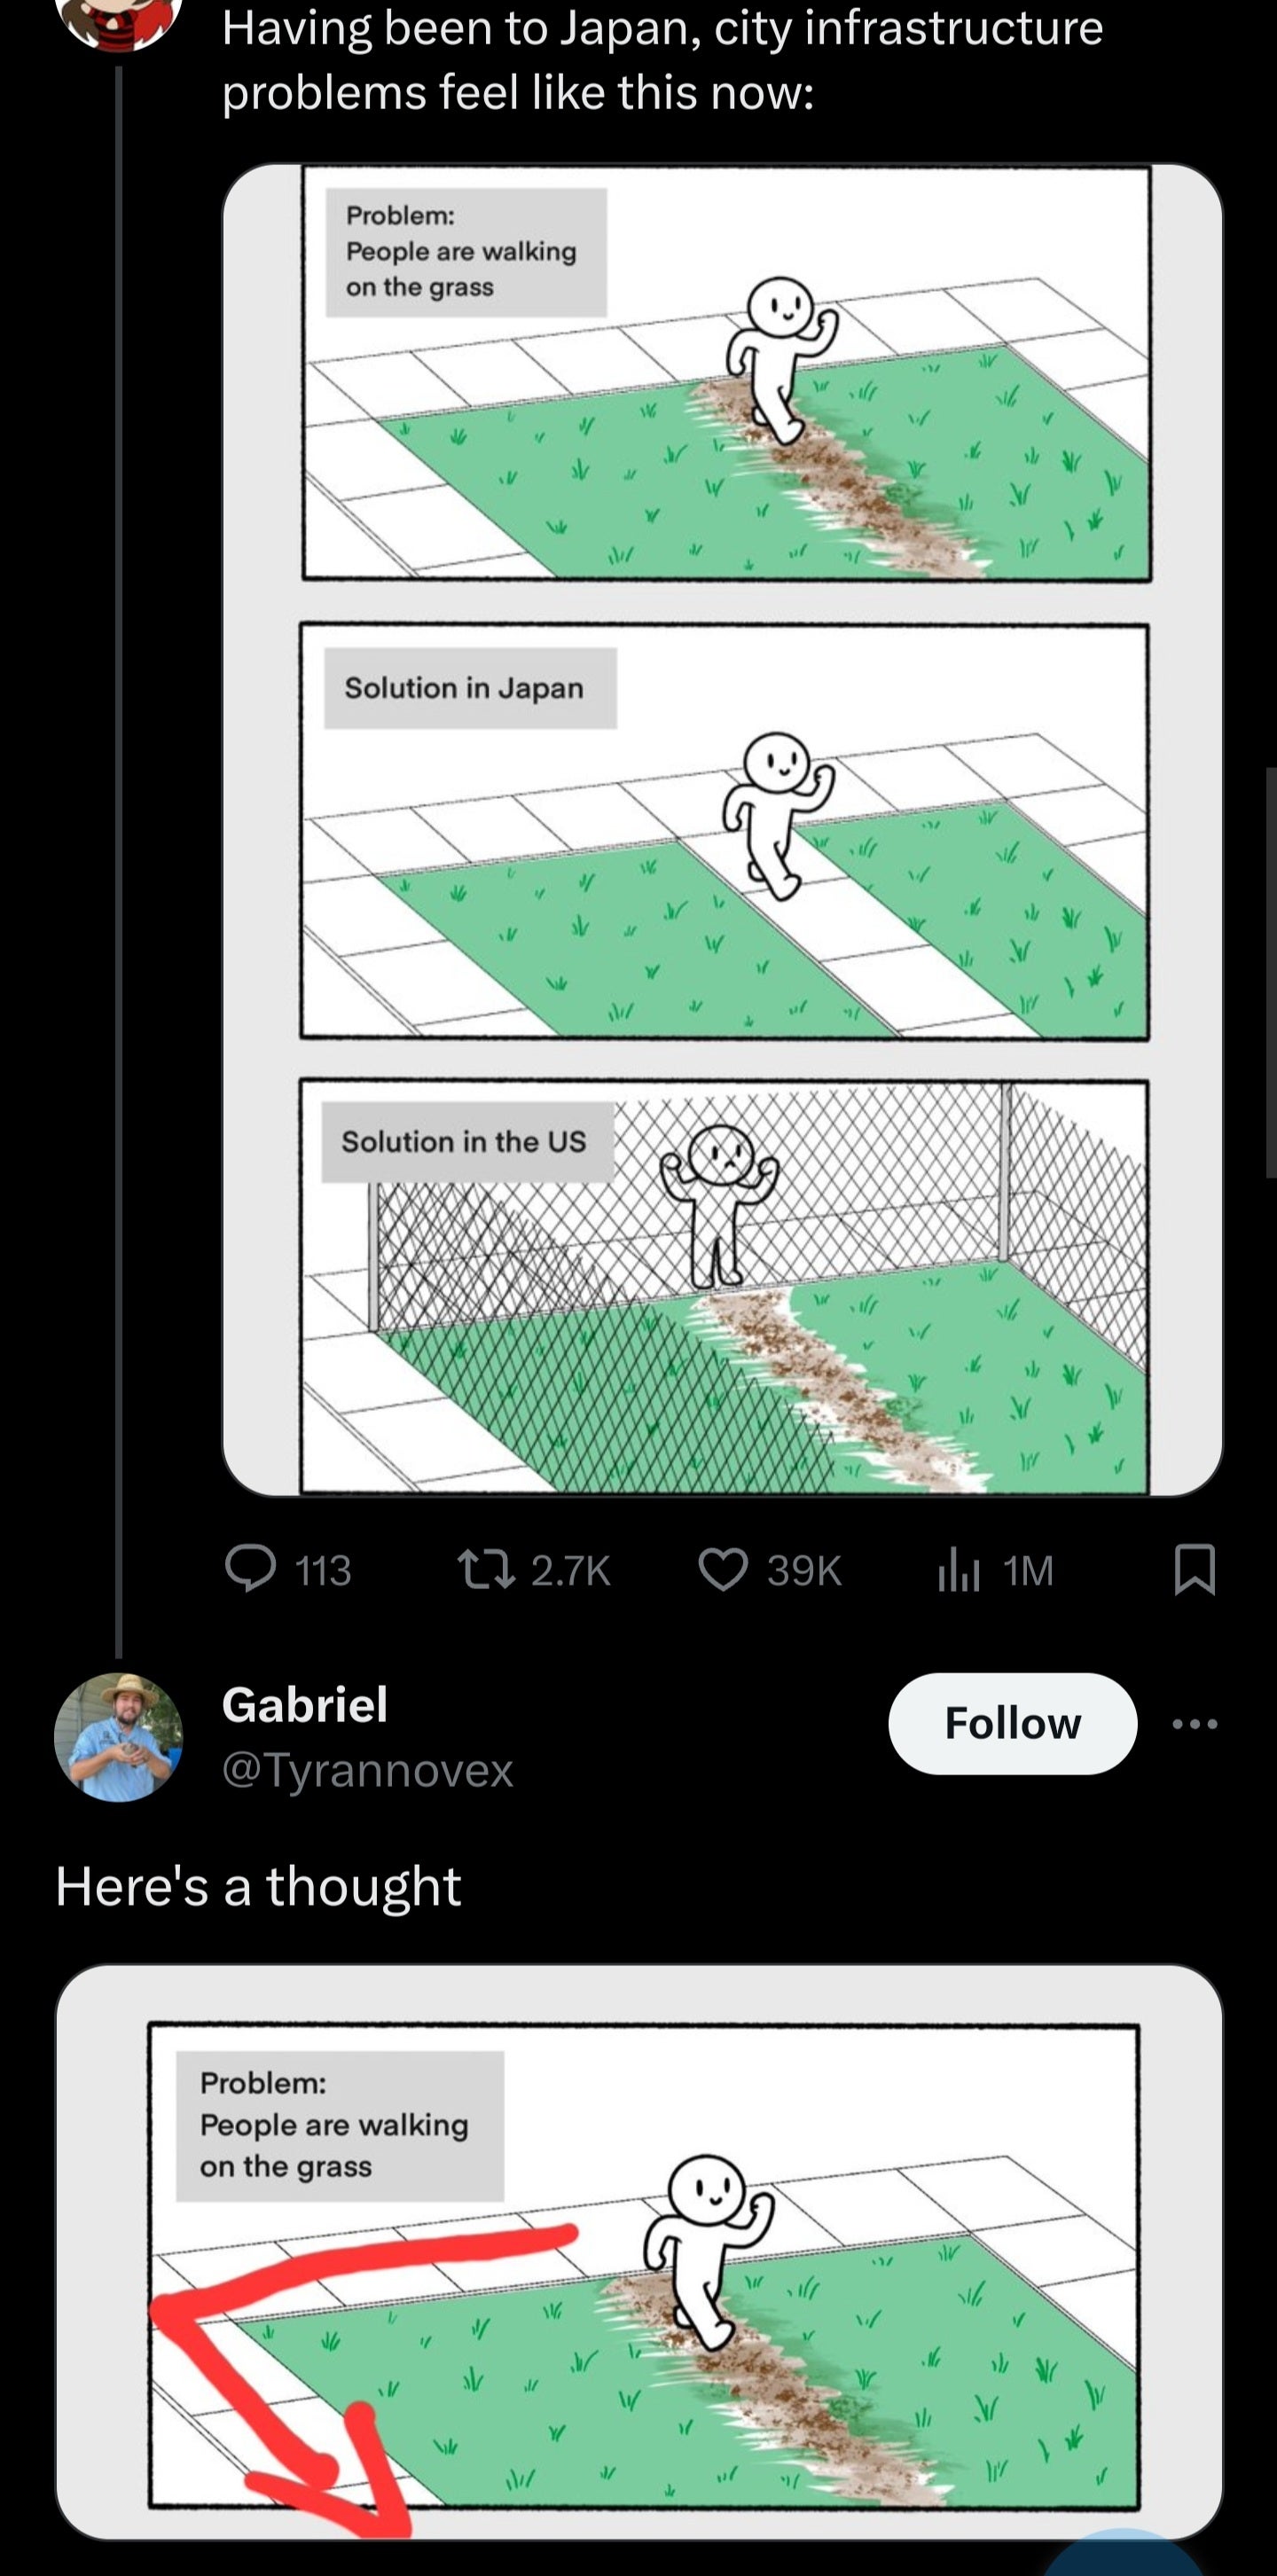 Having been to Japan, city infrastructure
problems feel like this now:
Problem:
People are walking
on the grass
Solution in Japan
Solution in the US
113 2.7K 39K 1M
Gabriel
Follow
@Tyrannovex
Here's a thought
Problem:
People are walking
on the grass